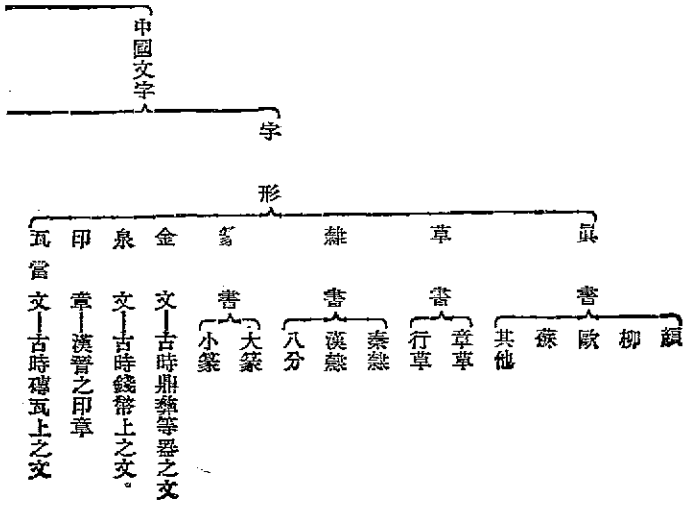 中國文字
字形
眞書
顏
柳
歐
蘇
其他
草書
章草
行草
隸書
秦隸
漢隸
八分
篆書
大篆
小篆
金文—古時鼎彝等器之文
泉文—古時錢幣上之文。
印章—漢晉之印章
瓦當文—古時磚瓦上之文